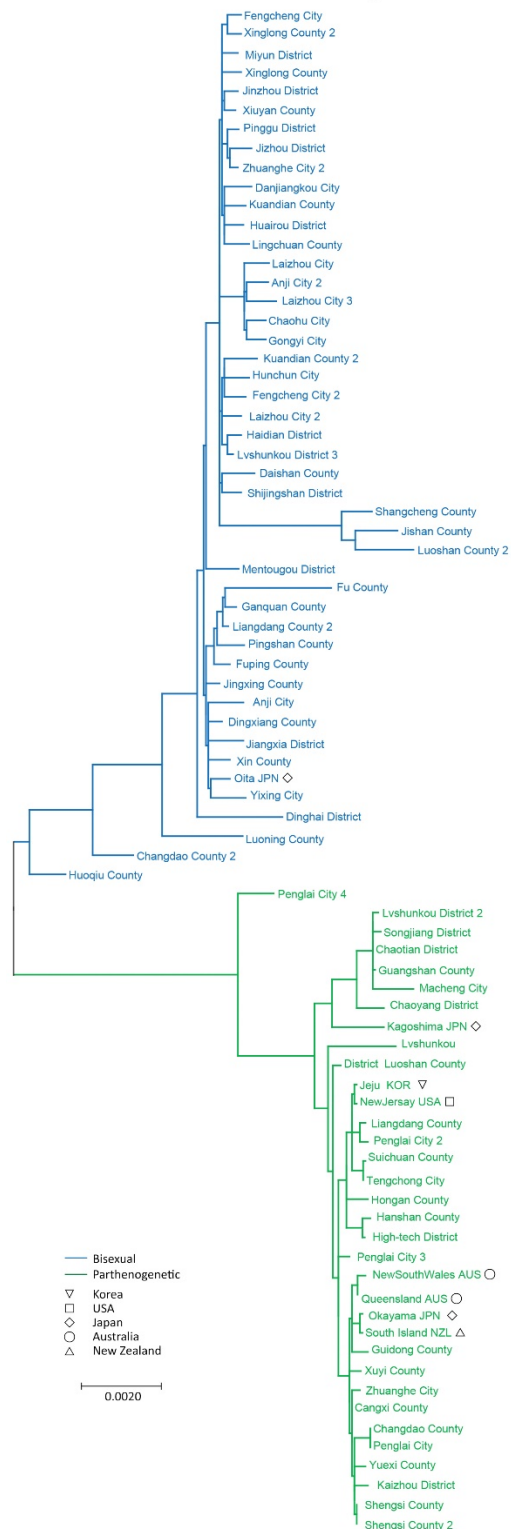 Fengcheng City
Xinglong County 2
Miyun District
Xinglong County
Jinzhou District
Xiuyan County
Pinggu District
Jizhou District
Zhuanghe City 2
Danjiangkou City
Kuandian County
Huairou District
Lingchuan County
Laizhou City
Anji City 2
Laizhou City 3
Chaohu City
Gongyi City
Kuandian County 2
Hunchun City
Fengcheng City 2
Laizhou City 2
Haidian District
Lvshunkou District 3
Daishan County
Shijingshan District
Shangcheng County
Jishan County
Luoshan County 2
Mentougou District
Fu County
Ganquan County
Liangdang County 2
Pingshan County
Fuping County
Jingxing County
Anji City
Dingxiang County
Jiangxia District
Xin County
Oita JPN
Yixing City
Dinghai District
Luoning County
Changdao County 2
Huoqiu County
Penglai City 4
Lvshunkou District 2
Songjiang District
Chaotian District
Guangshan County
Macheng City
Chaoyang District
Kagoshima JPN
Lvshunkou
District Luoshan County
Jeju KOR
NewJersay USA
Liangdang County
Penglai City 2
Suichuan County
Tengchong City
Hongan County
Hanshan County
High-tech District
Penglai City 3
NewSouthWales AUS
Queensland AUS
Okayama JPN
South Island NZL
Guidong County
Xuyi County
Zhuanghe City
Cangxi County
Changdao County
Penglai City
Yuexi County
Kaizhou District
Shengsi County
Shengsi County 2
Bisexual
Parthenogenetic
Korea
USA
Japan
Australia
New Zealand
0.0020